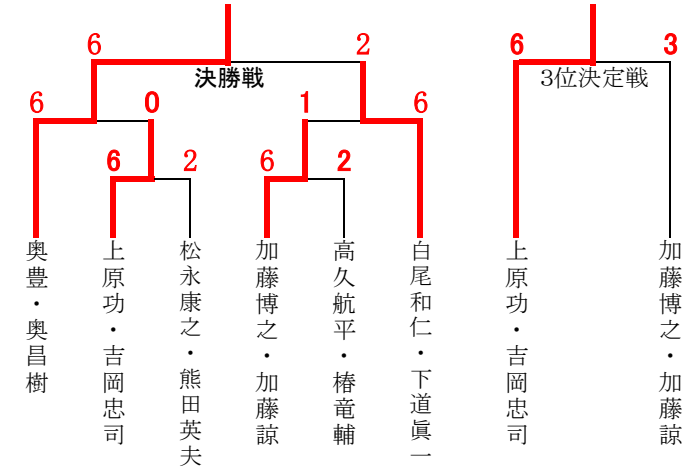 6
2
6
3
決勝戦
3位決定戦
6
0
1
6
6
2
6
2
奥豊・奥昌樹
上原功・吉岡忠司
松永康之・熊田英夫
加藤博之・加藤諒
高久航平・椿竜輔
白尾和仁・下道眞一
上原功・吉岡忠司
加藤博之・加藤諒